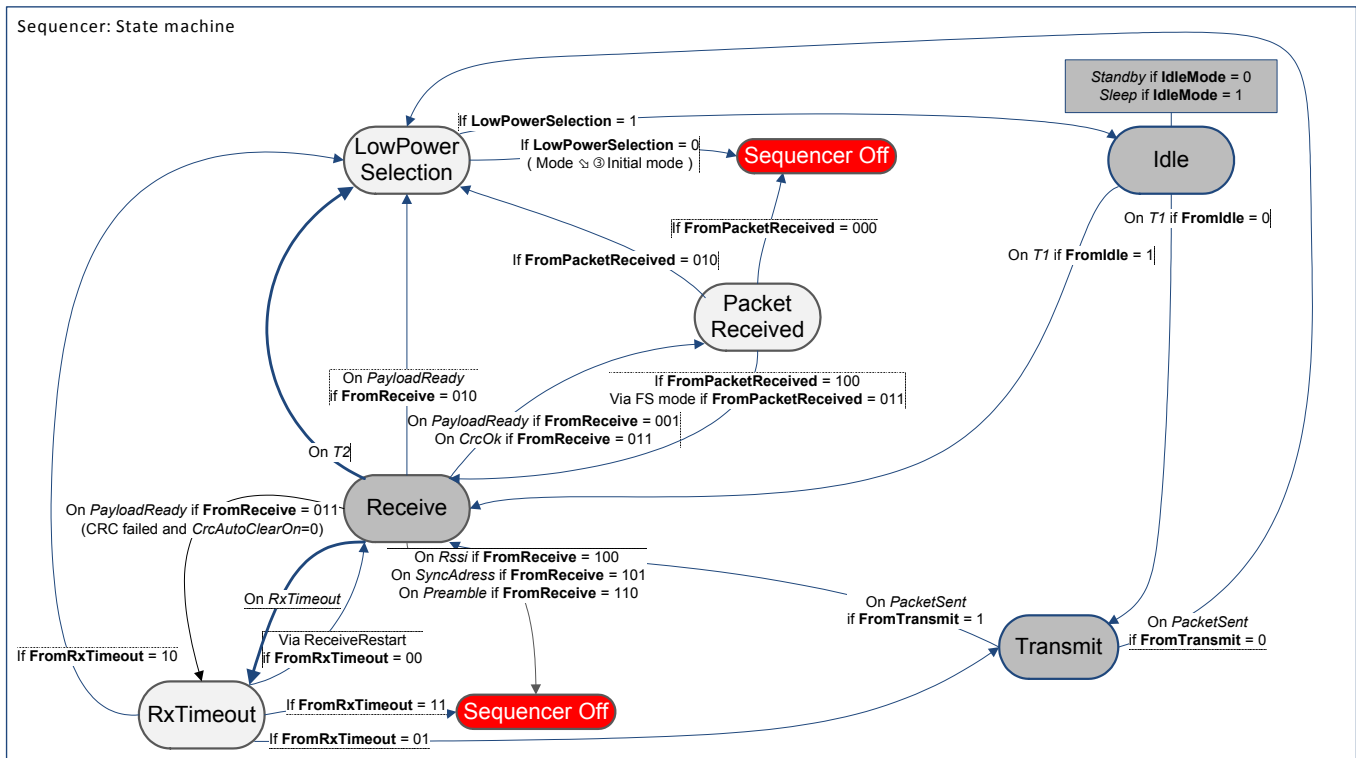 Sequencer: State machine
Standby if IdleMode = 0
Sleep if IdleMode = 1
If LowPowerSelection = 1
LowPower
Selection
If LowPowerSelection = 0
( Mode ⇘ ③ Initial mode )
Sequencer Off
Idle
On T1 if FromIdle = 0
If FromPacketReceived = 000
On T1 if FromIdle = 1
If FromPacketReceived = 010
Packet
Received
On PayloadReady
if FromReceive = 010
If FromPacketReceived = 100
Via FS mode if FromPacketReceived = 011
On PayloadReady if FromReceive = 001
On CrcOk if FromReceive = 011
On T2
Receive
On PayloadReady if FromReceive = 011
(CRC failed and CrcAutoClearOn=0)
On Rssi if FromReceive = 100
On SyncAdress if FromReceive = 101
On Preamble if FromReceive = 110
On RxTimeout
On PacketSent
if FromTransmit = 1
On PacketSent
if FromTransmit = 0
Via ReceiveRestart
if FromRxTimeout = 00
Transmit
If FromRxTimeout = 10
RxTimeout
If FromRxTimeout = 11
Sequencer Off
If FromRxTimeout = 01